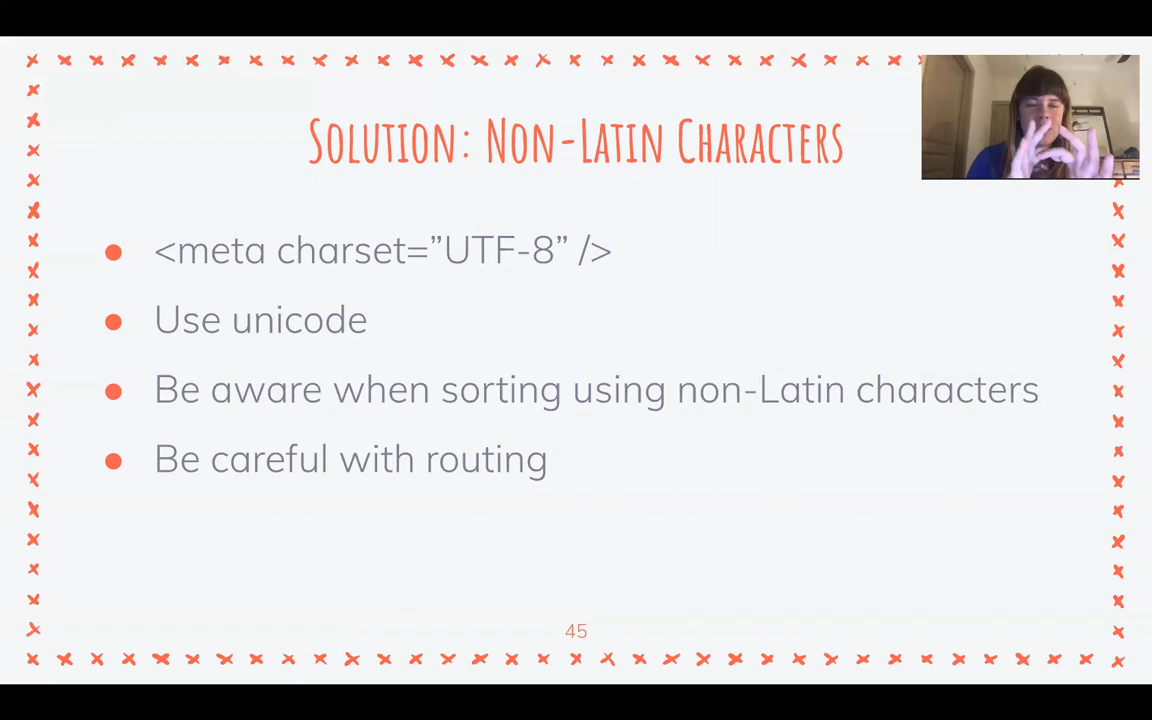 Solution: Non-Latin Characters
<meta charset=”UTF-8” />
Use unicode
Be aware when sorting using non-Latin characters
Be careful with routing
45